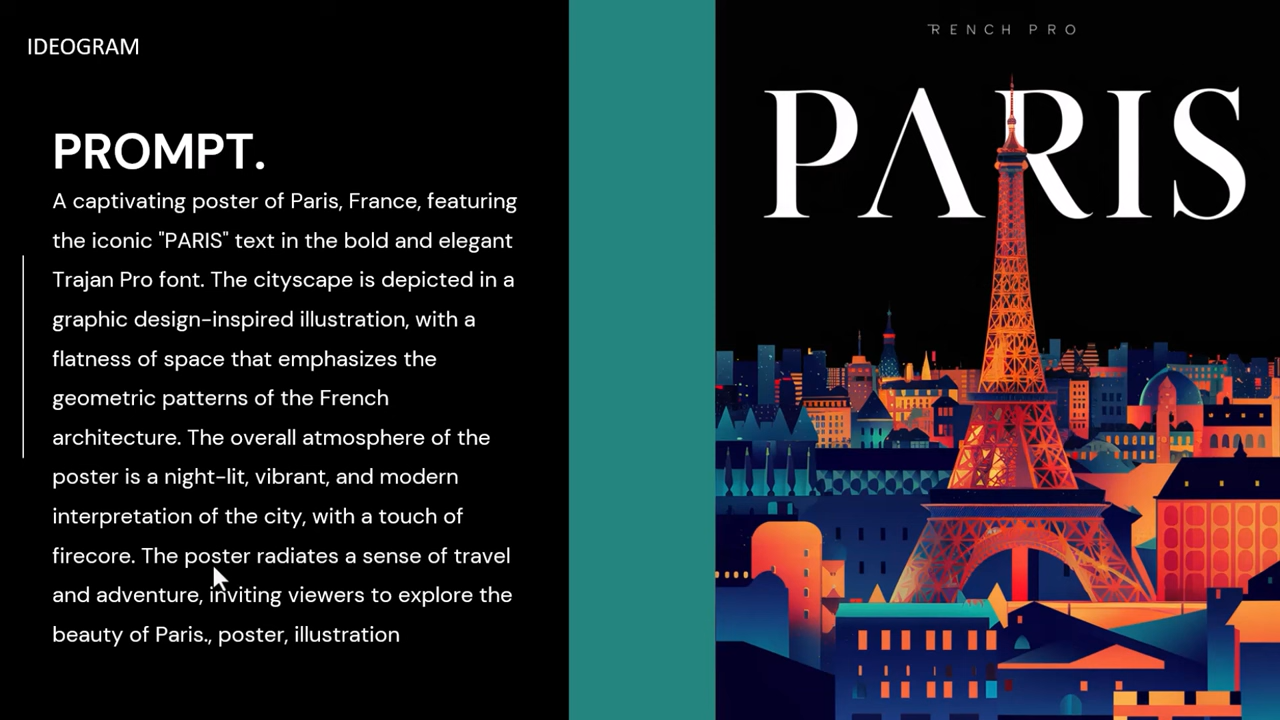 IDEOGRAM
PROMPT.
A captivating poster of Paris, France, featuring
the iconic "PARIS" text in the bold and elegant
Trajan Pro font. The cityscape is depicted in a
graphic design-inspired illustration, with a
flatness of space that emphasizes the
geometric patterns of the French
architecture. The overall atmosphere of the
poster is a night-lit, vibrant, and modern
interpretation of the city, with a touch of
firecore. The poster radiates a sense of travel
and adventure, inviting viewers to explore the
beauty of Paris., poster, illustration
RENCH PRO
PARIS